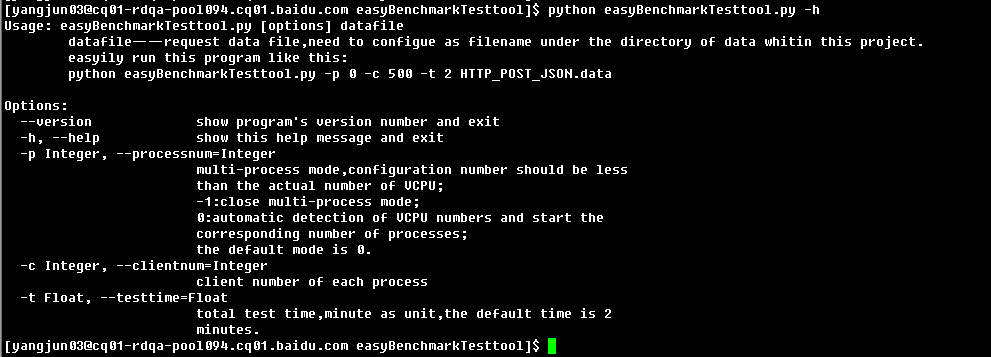 [yangjun03@cq01-rdqa-pool094.cq01.baidu.com easyBenchmarkTesttool]$ python easyBenchmarkTesttool.py -h
Usage: easyBenchmarkTesttool.py [options] datafile
        datafile——request data file,need to configue as filename under the directory of data whitin this project.
        easyily run this program like this:
        python easyBenchmarkTesttool.py -p 0 -c 500 -t 2 HTTP_POST_JSON.data

Options:
  --version             show program's version number and exit
  -h, --help            show this help message and exit
  -p Integer, --processnum=Integer
                        multi-process mode,configuration number should be less
                        than the actual number of VCPU;
                        -1:close multi-process mode;
                        0:automatic detection of VCPU numbers and start the
                        corresponding number of processes;
                        the default mode is 0.
  -c Integer, --clientnum=Integer
                        client number of each process
  -t Float, --testtime=Float
                        total test time,minute as unit,the default time is 2
                        minutes.
[yangjun03@cq01-rdqa-pool094.cq01.baidu.com easyBenchmarkTesttool]$